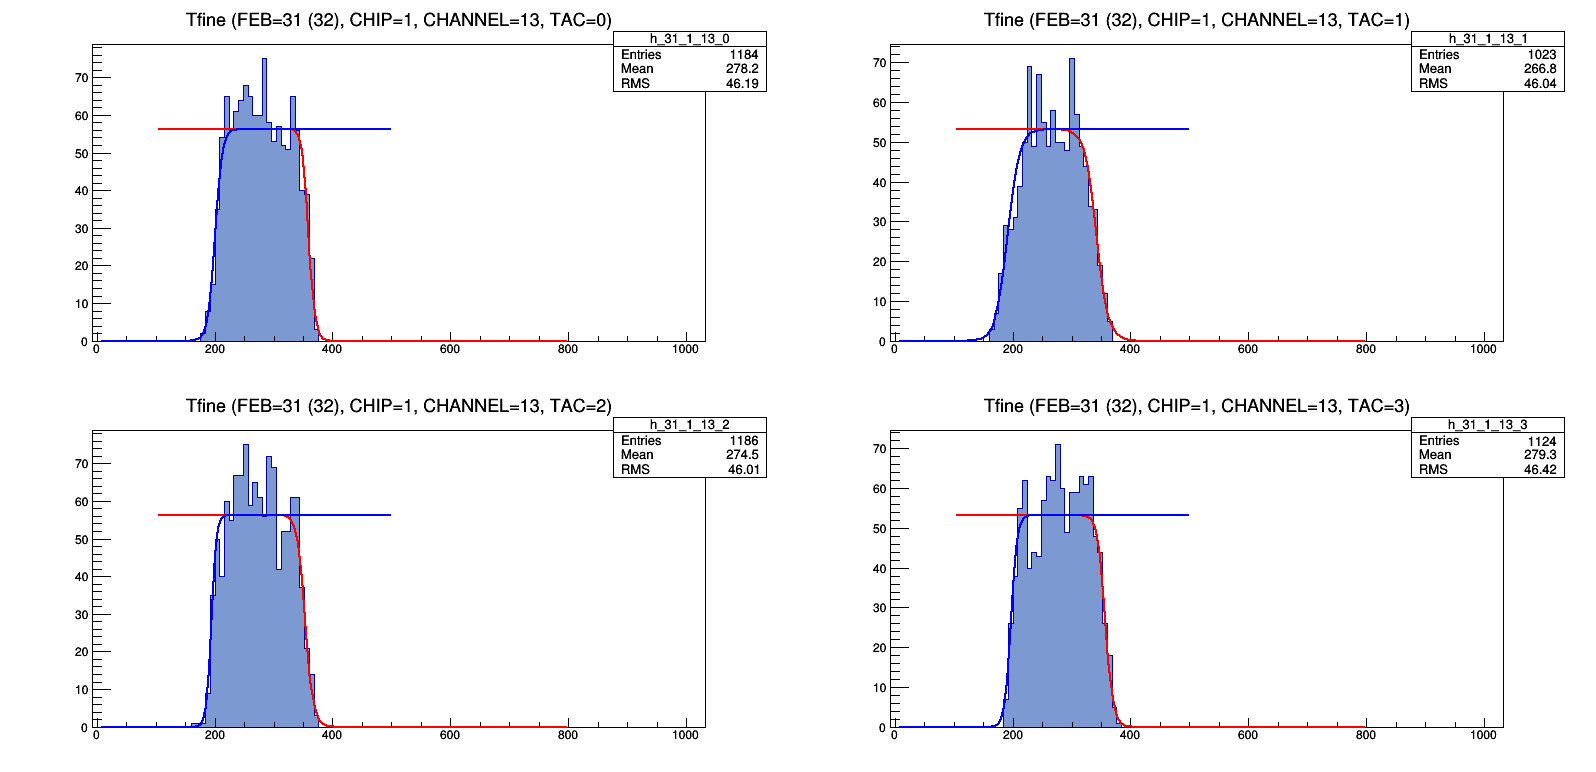 Tfine (FEB=31 (32), CHIP=1, CHANNEL=13, TAC=0)
h_31_1_13_0
Entries 1184
Mean 278.2
RMS 46.19
70
60
50
40
30
20
10
0
0 200 400 600 800 1000
Tfine (FEB=31 (32), CHIP=1, CHANNEL=13, TAC=1)
h_31_1_13_1
Entries 1023
Mean 266.8
RMS 46.04
70
60
50
40
30
20
10
0
0 200 400 600 800 1000
Tfine (FEB=31 (32), CHIP=1, CHANNEL=13, TAC=2)
h_31_1_13_2
Entries 1186
Mean 274.5
RMS 46.01
70
60
50
40
30
20
10
0
0 200 400 600 800 1000
Tfine (FEB=31 (32), CHIP=1, CHANNEL=13, TAC=3)
h_31_1_13_3
Entries 1124
Mean 279.3
RMS 46.42
70
60
50
40
30
20
10
0
0 200 400 600 800 1000